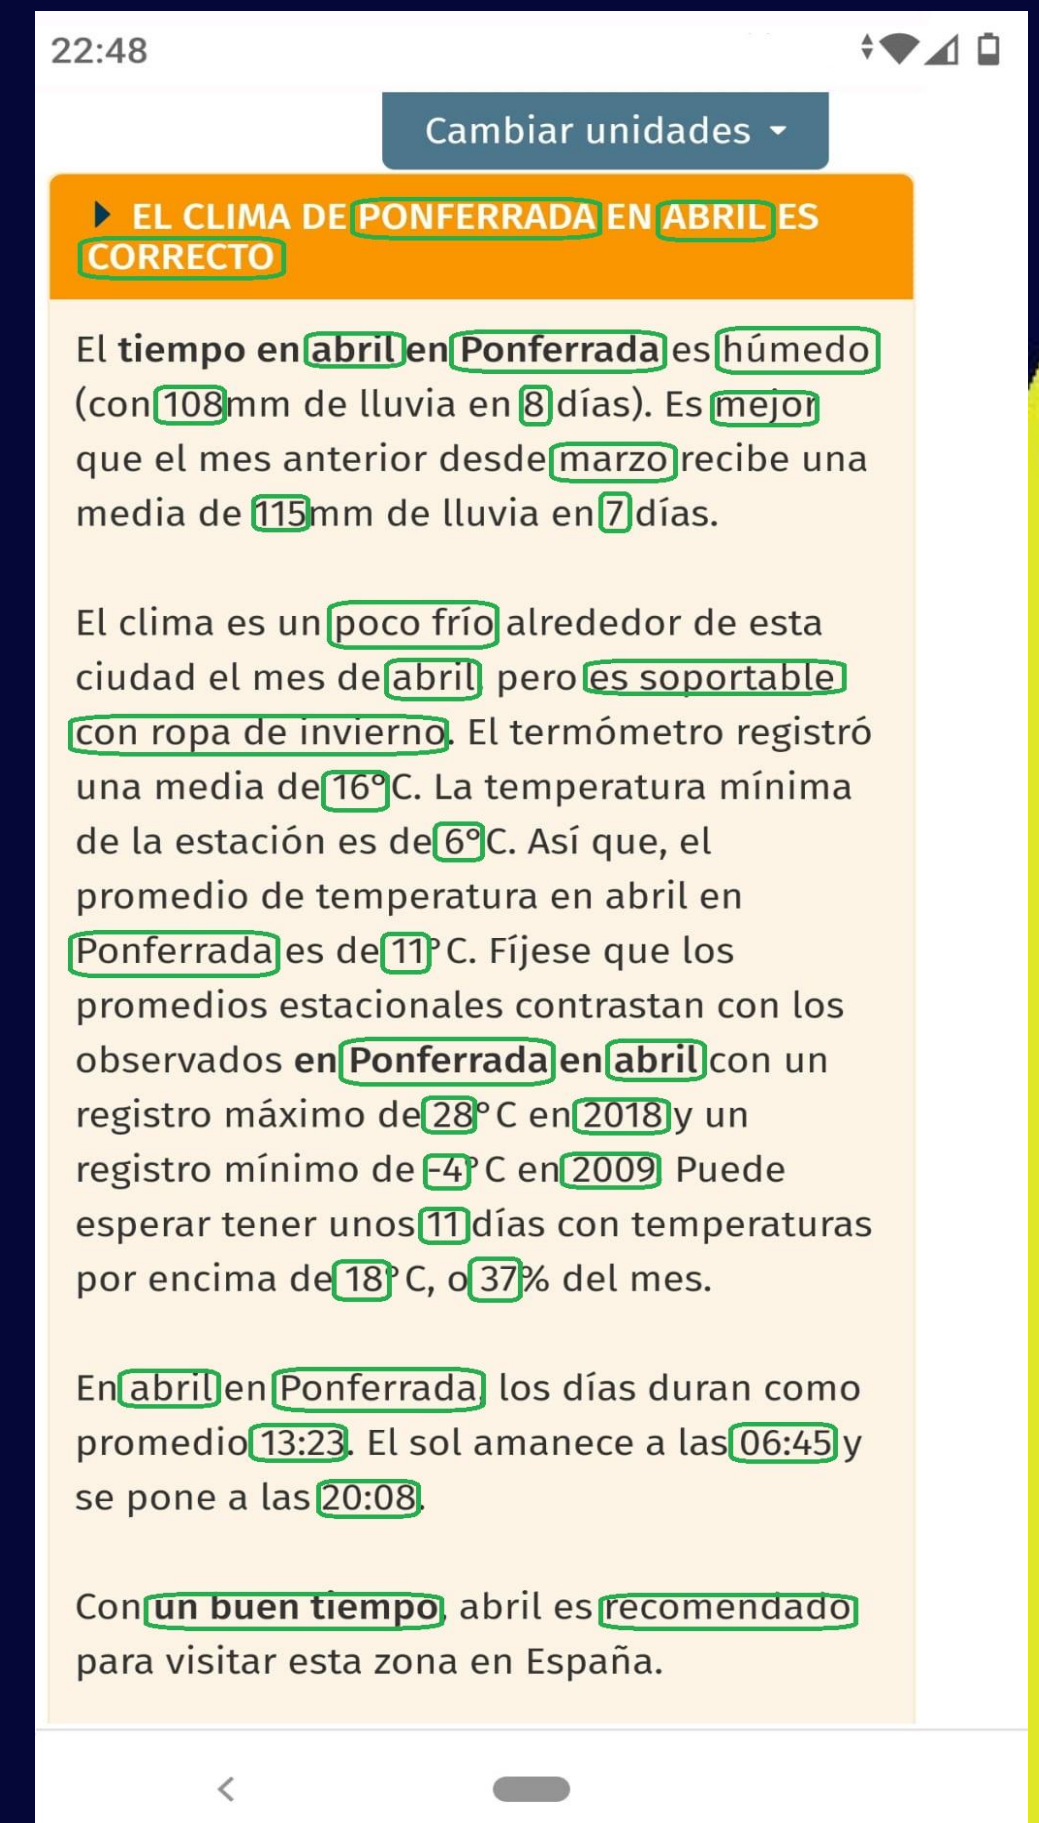 22:48
Cambiar unidades
EL CLIMA DE PONFERRADA EN ABRIL ES
CORRECTO
El tiempo en abril en Ponferrada es húmedo
(con 108mm de lluvia en 8 días). Es mejor
que el mes anterior desde marzo recibe una
media de 115mm de lluvia en 7 días.
El clima es un poco frío alrededor de esta
ciudad el mes de abril, pero es soportable
con ropa de invierno. El termómetro registró
una media de 16°C. La temperatura mínima
de la estación es de 6°C. Así que, el
promedio de temperatura en abril en
Ponferrada es de 11°C. Fíjese que los
promedios estacionales contrastan con los
observados en Ponferrada en abril con un
registro máximo de 28°C en 2018 y un
registro mínimo de -4°C en 2009. Puede
esperar tener unos 11 días con temperaturas
por encima de 18°C, o 37% del mes.
En abril en Ponferrada, los días duran como
promedio 13:23. El sol amanece a las 06:45 y
se pone a las 20:08.
Con un buen tiempo, abril es recomendado
para visitar esta zona en España.